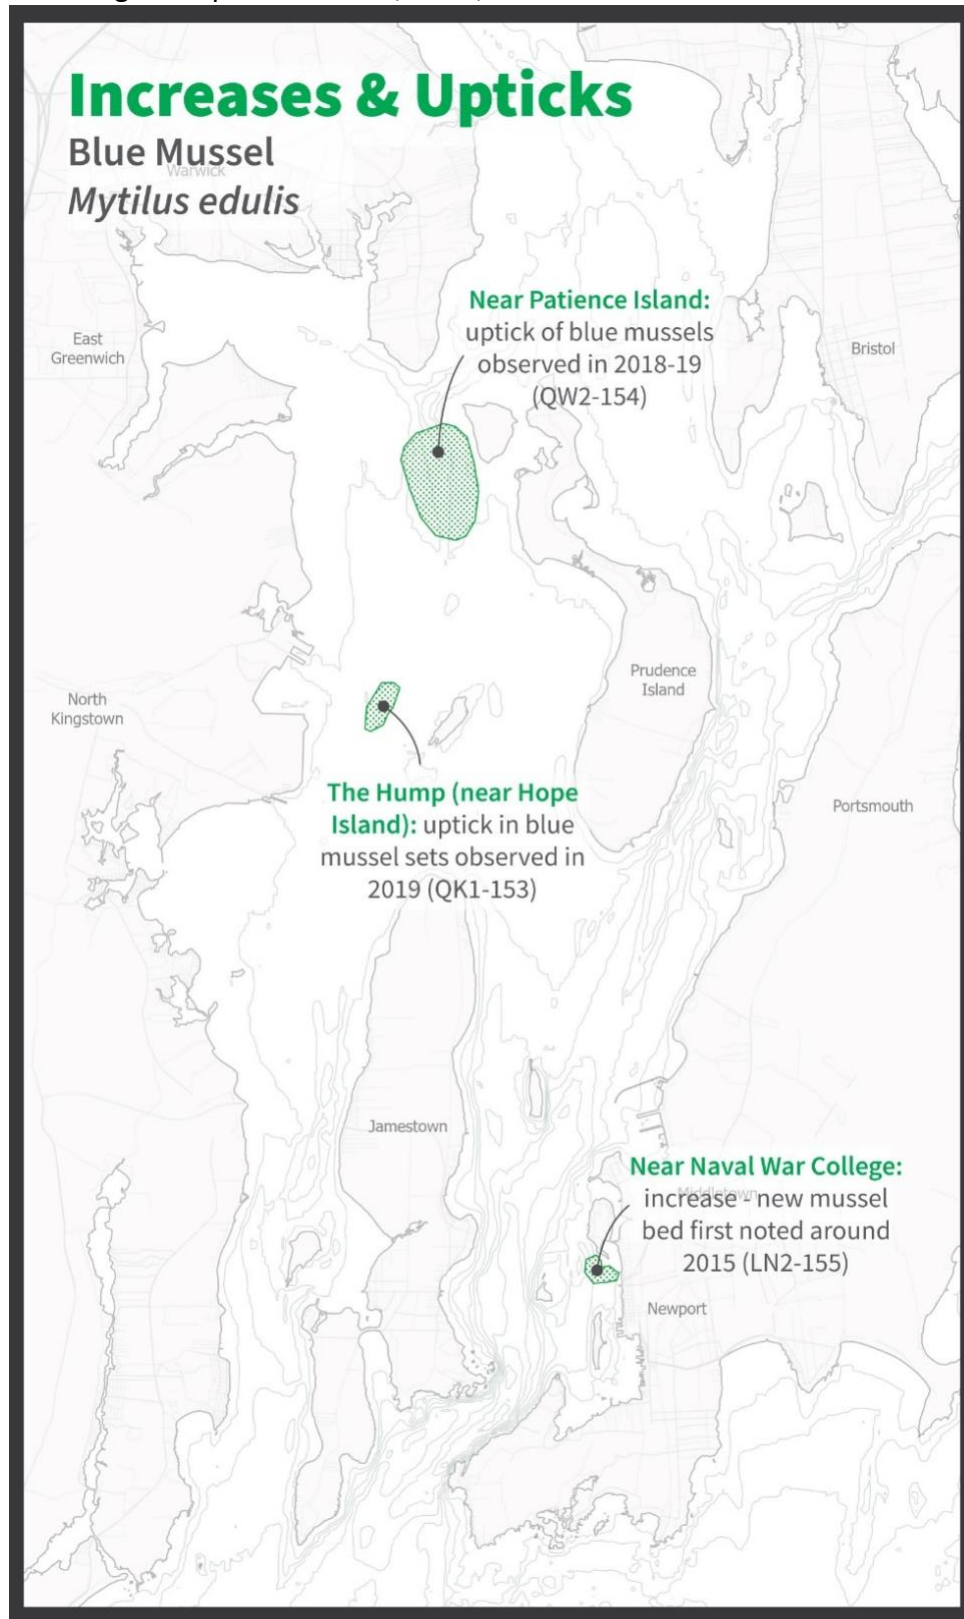 Increases & Upticks
Blue Mussel
Warwick
Mytilus edulis
Near Patience Island:
uptick of blue mussels
observed in 2018-19
(QW2-154)
East
Greenwich
Bristol
Prudence
Island
North
Kingstown
The Hump (near Hope
Island): uptick in blue
mussel sets observed in
2019 (QK1-153)
Portsmouth
Jamestown
Near Naval War College:
Middletown
increase - new mussel
bed first noted around
2015 (LN2-155)
Newport